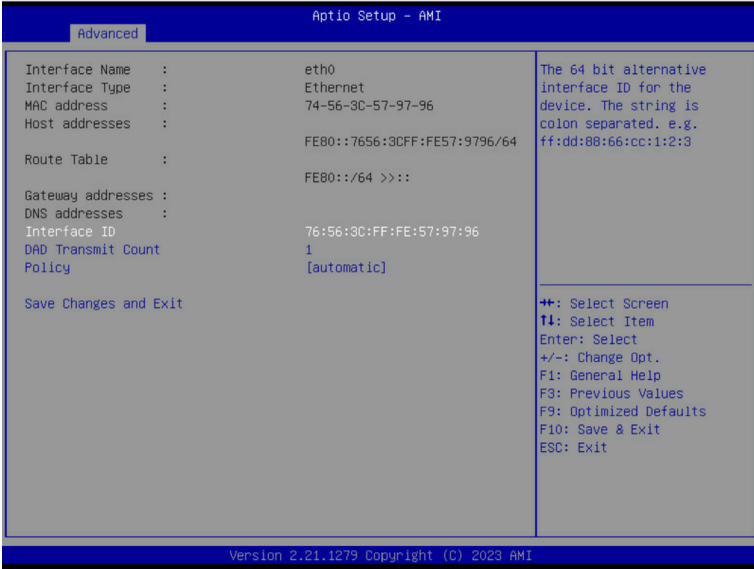 Aptio Setup – AMI
Advanced
Interface Name : eth0
Interface Type : Ethernet
MAC address : 74-56-3C-57-97-96
Host addresses :
FE80::7656:3CFF:FE57:9796/64
Route Table :
FE80::/64 >>::
Gateway addresses :
DNS addresses :
Interface ID 76:56:3C:FF:FE:57:97:96
DAD Transmit Count 1
Policy [automatic]
Save Changes and Exit
The 64 bit alternative
interface ID for the
device. The string is
colon separated. e.g.
ff:dd:88:66:cc:1:2:3
→←: Select Screen
↑↓: Select Item
Enter: Select
+/-: Change Opt.
F1: General Help
F3: Previous Values
F9: Optimized Defaults
F10: Save & Exit
ESC: Exit
Version 2.21.1279 Copyright (C) 2023 AMI